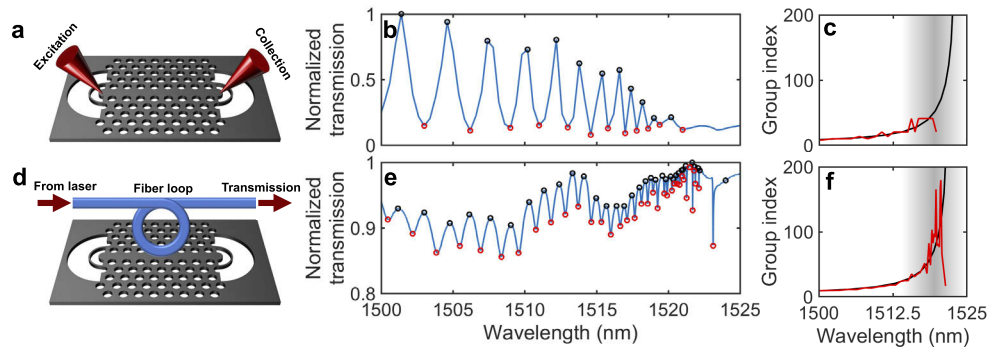 a
Excitation
Collection
b
Normalized
transmission
1
0.5
0
c
Group index
200
100
0
d
From laser
Fiber loop
Transmission
e
Normalized
transmission
1
0.9
0.8
1500
1505
1510
1515
1520
1525
Wavelength (nm)
f
Group index
200
100
0
1500
1512.5
1525
Wavelength (nm)